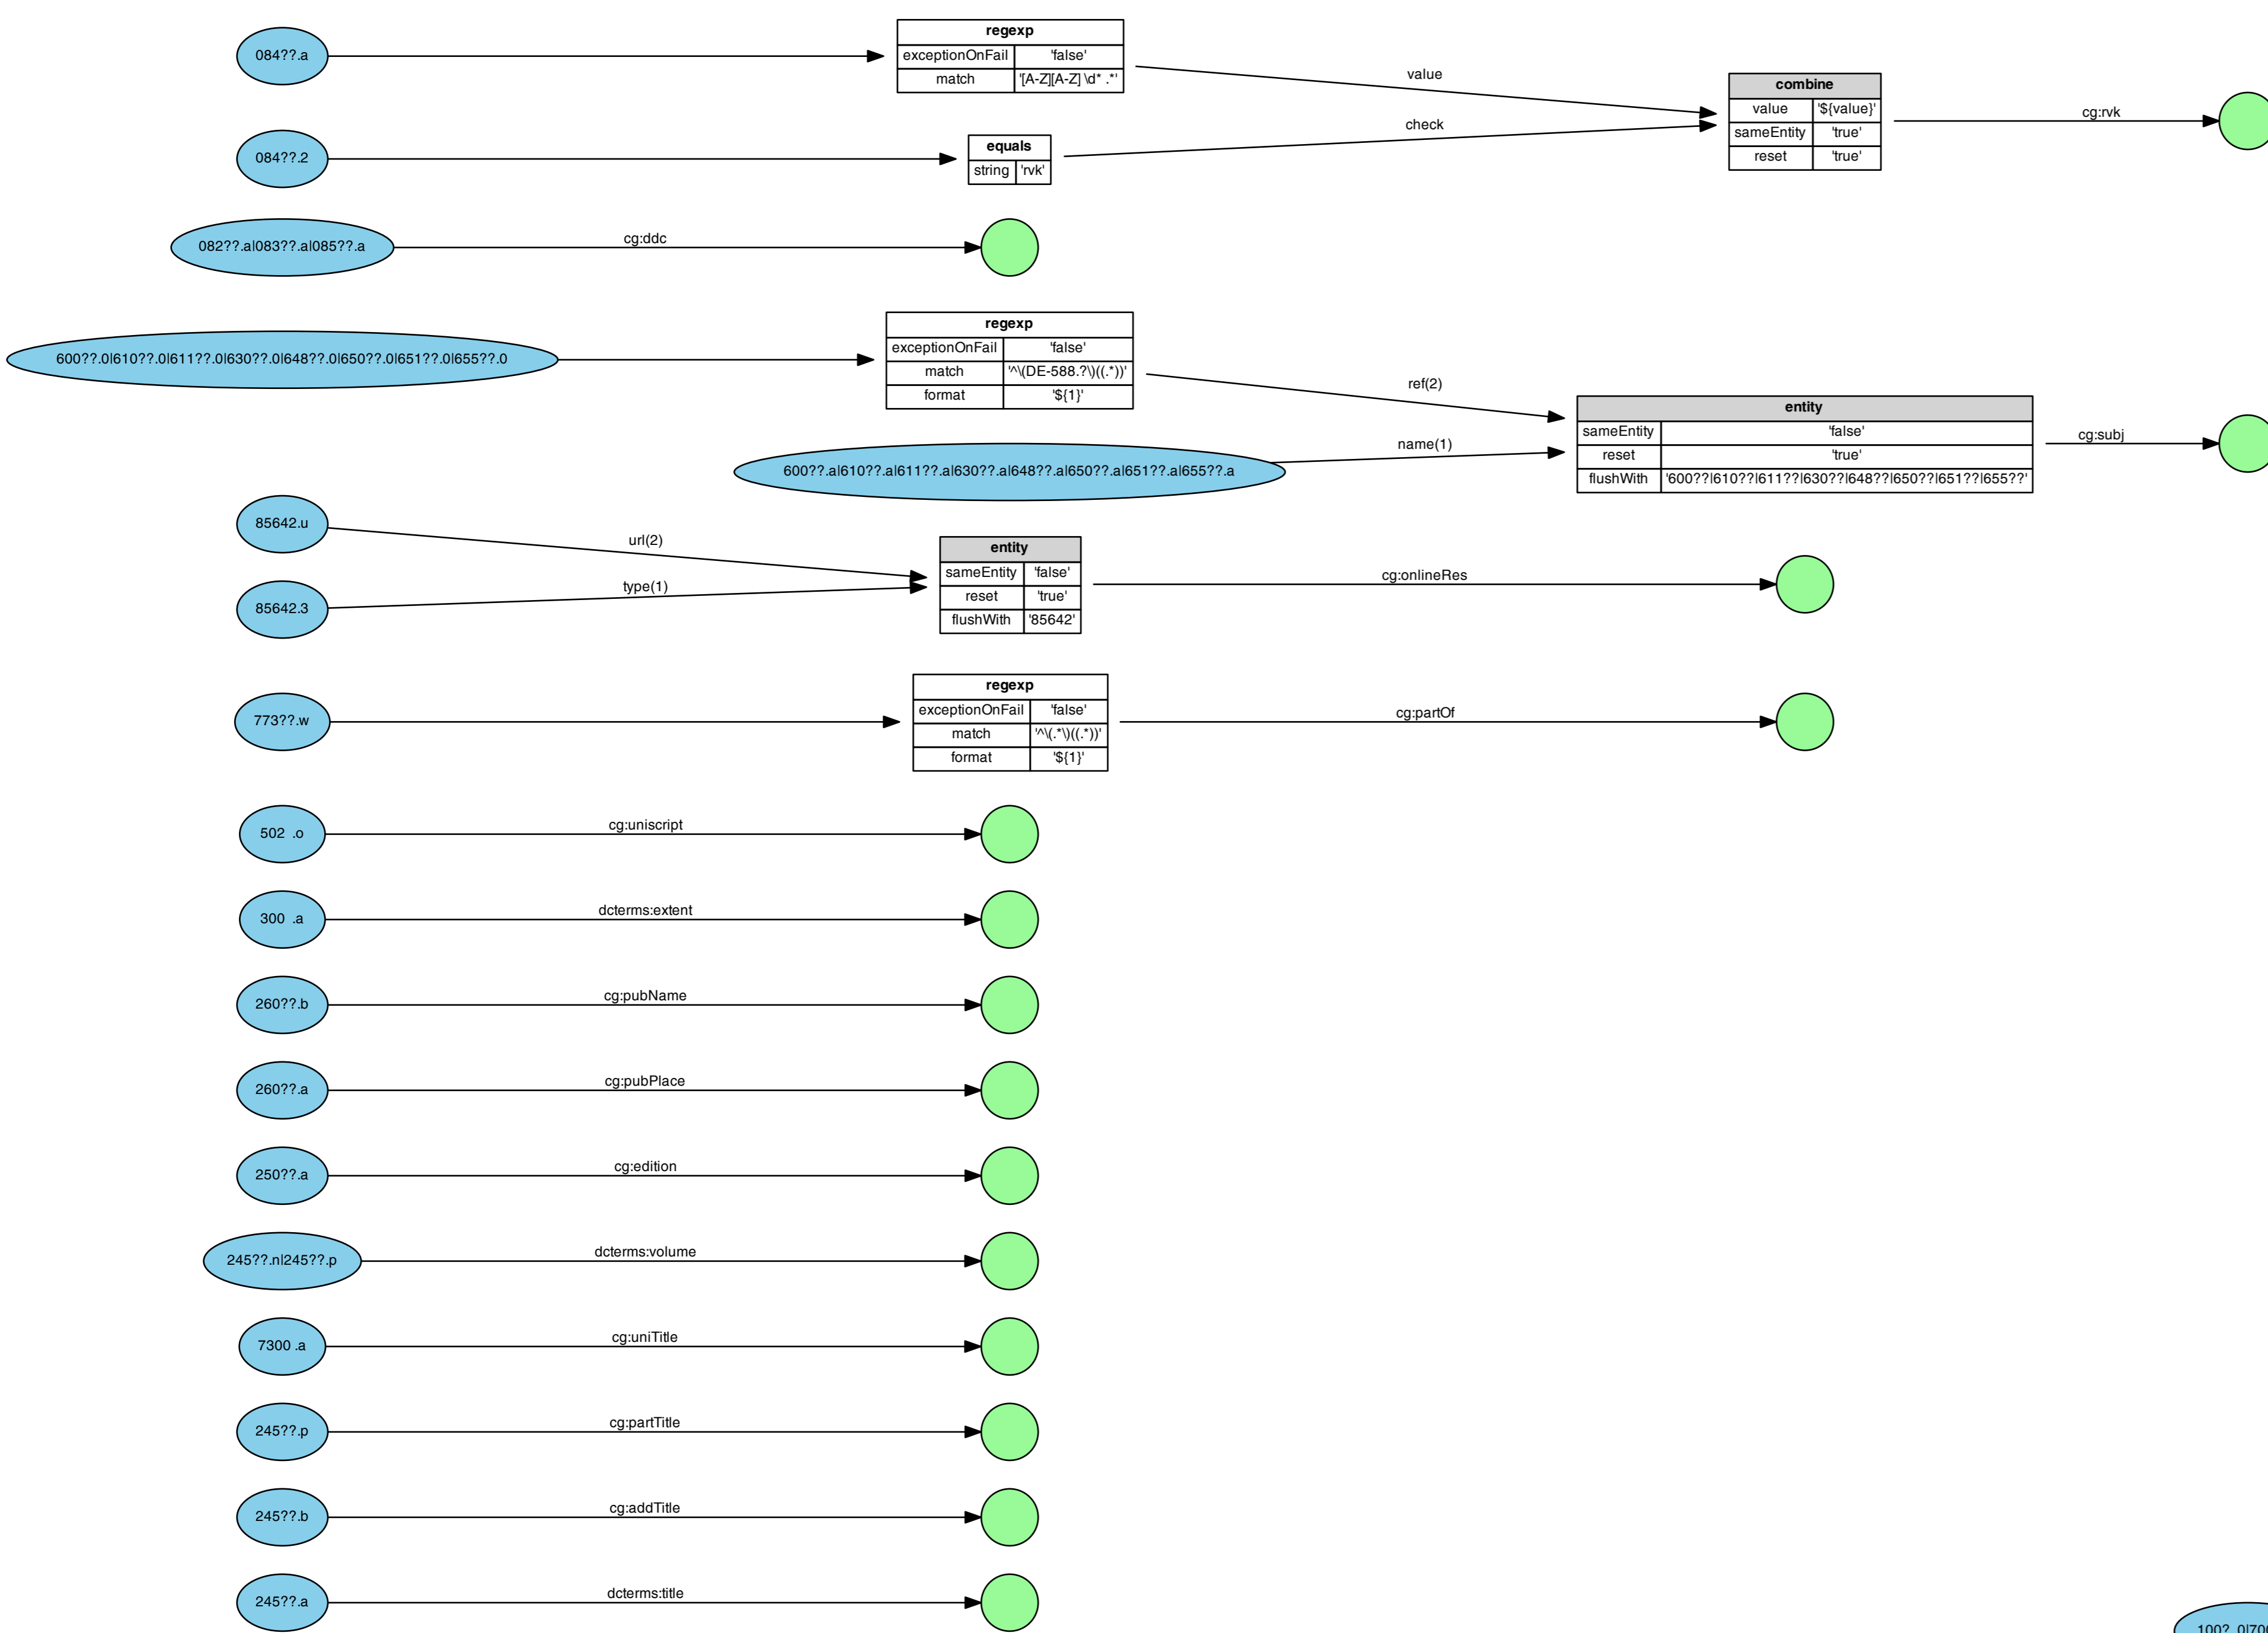 084??.a
regexp
exceptionOnFail 'false'
match '[A-Z][A-Z] \d* .*'
value
084??.2
equals
string 'rvk'
check
combine
value '${value}'
sameEntity 'true'
reset 'true'
cg:rvk
082??.a|083??.a|085??.a
cg:ddc
600??.0|610??.0|611??.0|630??.0|648??.0|650??.0|651??.0|655??.0
regexp
exceptionOnFail 'false'
match '^\(DE-588.?\)((.*))'
format '${1}'
ref(2)
600??.a|610??.a|611??.a|630??.a|648??.a|650??.a|651??.a|655??.a
name(1)
entity
sameEntity 'false'
reset 'true'
flushWith '600??|610??|611??|630??|648??|650??|651??|655??'
cg:subj
85642.u
url(2)
85642.3
type(1)
entity
sameEntity 'false'
reset 'true'
flushWith '85642'
cg:onlineRes
773??.w
regexp
exceptionOnFail 'false'
match '^\(.*\)((.*))'
format '${1}'
cg:partOf
502  .o
cg:uniscript
300  .a
dcterms:extent
260??.b
cg:pubName
260??.a
cg:pubPlace
250??.a
cg:edition
245??.n|245??.p
dcterms:volume
7300 .a
cg:uniTitle
245??.p
cg:partTitle
245??.b
cg:addTitle
245??.a
dcterms:title
100?_0|70